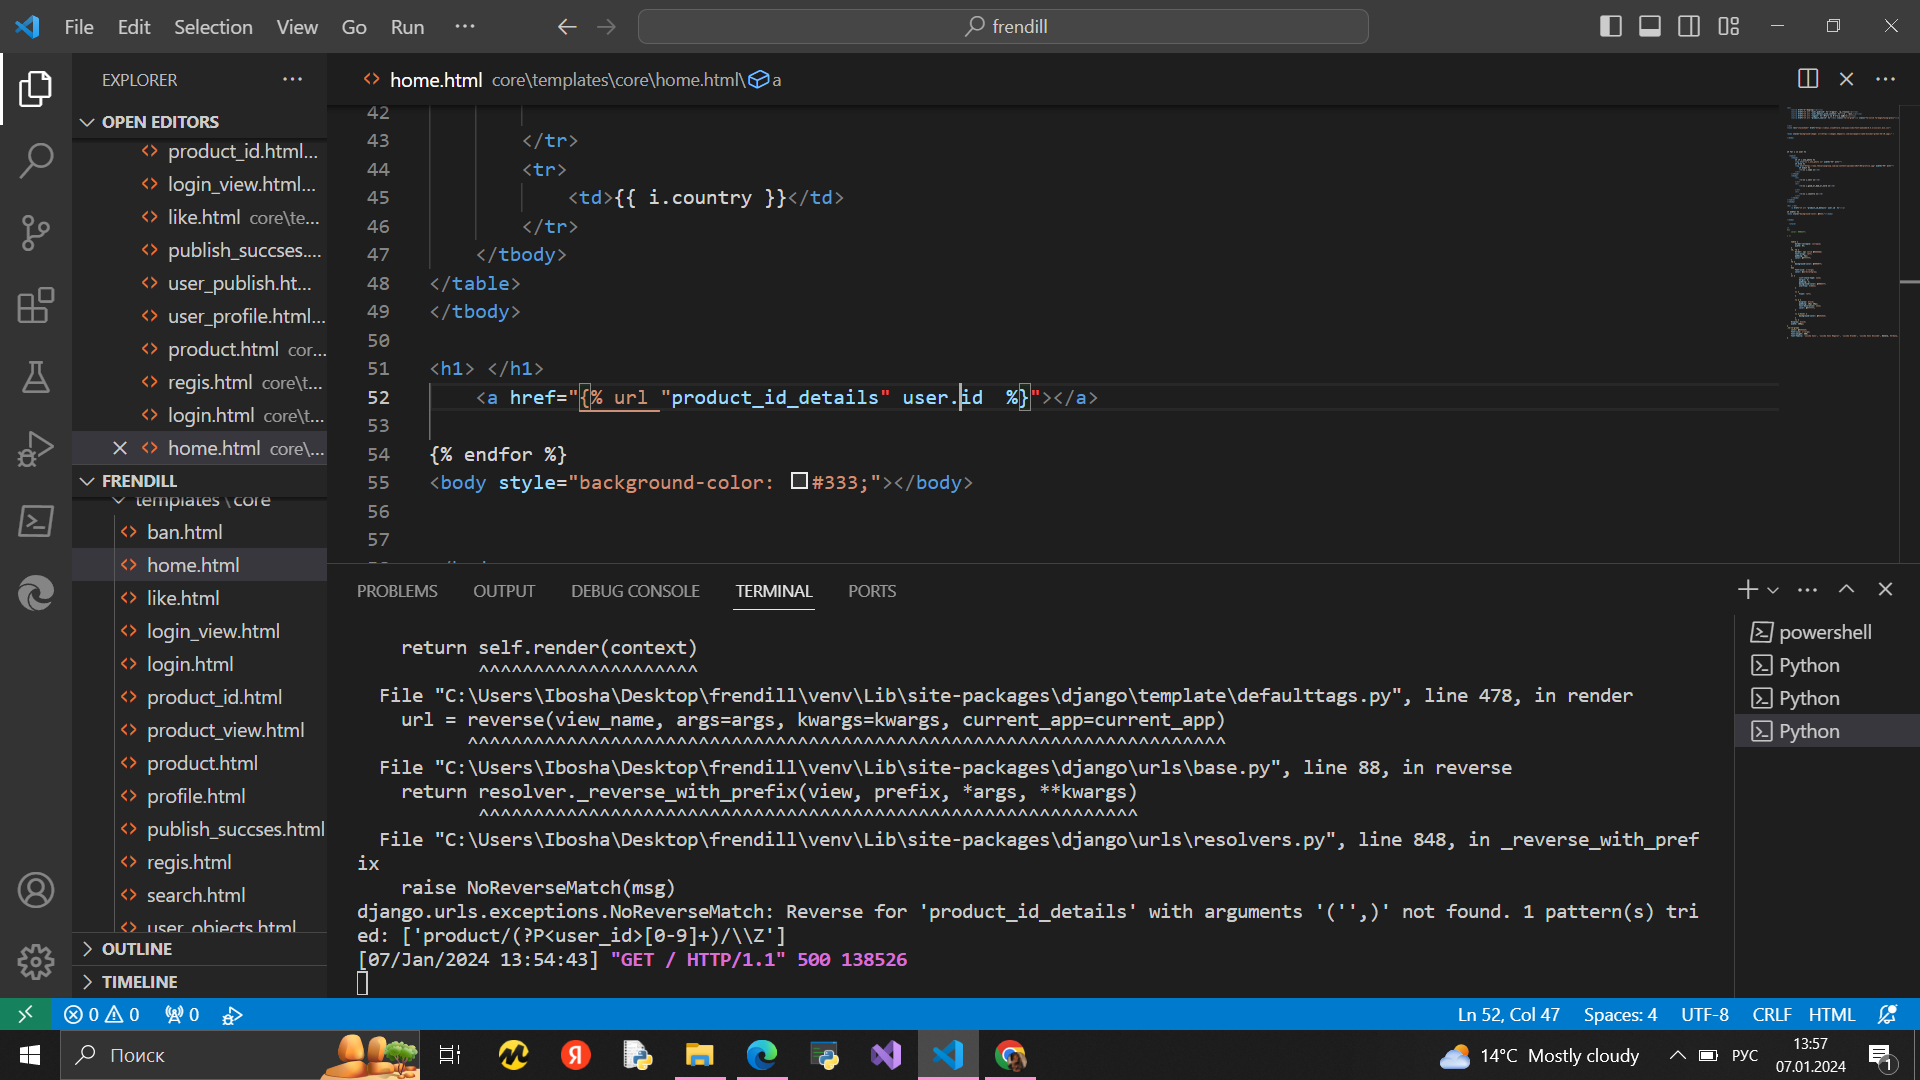 File Edit Selection View Go Run ··· frendill
EXPLORER
OPEN EDITORS
product_id.html...
login_view.html...
like.html core\te...
publish_succses....
user_publish.ht...
user_profile.html...
product.html cor...
regis.html core\t...
login.html core\t...
home.html core\...
FRENDILL
templates \ core
ban.html
home.html
like.html
login_view.html
login.html
product_id.html
product_view.html
product.html
profile.html
publish_succses.html
regis.html
search.html
user_objects.html
OUTLINE
TIMELINE
home.html core\templates\core\home.html\ a
42
43 </tr>
44 <tr>
45 <td>{{ i.country }}</td>
46 </tr>
47 </tbody>
48 </table>
49 </tbody>
50
51 <h1> </h1>
52 <a href="{% url "product_id_details" user.id  %}"></a>
53
54 {% endfor %}
55 <body style="background-color: #333;"></body>
56
57
PROBLEMS OUTPUT DEBUG CONSOLE TERMINAL PORTS
return self.render(context)
^^^^^^^^^^^^^^^^^^^^
File "C:\Users\Ibosha\Desktop\frendill\venv\Lib\site-packages\django\template\defaulttags.py", line 478, in render
url = reverse(view_name, args=args, kwargs=kwargs, current_app=current_app)
^^^^^^^^^^^^^^^^^^^^^^^^^^^^^^^^^^^^^^^^^^^^^^^^^^^^^^^^^^^^^^^^^^^^^
File "C:\Users\Ibosha\Desktop\frendill\venv\Lib\site-packages\django\urls\base.py", line 88, in reverse
return resolver._reverse_with_prefix(view, prefix, *args, **kwargs)
^^^^^^^^^^^^^^^^^^^^^^^^^^^^^^^^^^^^^^^^^^^^^^^^^^^^^^^^^^^^
File "C:\Users\Ibosha\Desktop\frendill\venv\Lib\site-packages\django\urls\resolvers.py", line 848, in _reverse_with_pref
ix
raise NoReverseMatch(msg)
django.urls.exceptions.NoReverseMatch: Reverse for 'product_id_details' with arguments '('',)' not found. 1 pattern(s) tri
ed: ['product/(?P<user_id>[0-9]+)/\\Z']
[07/Jan/2024 13:54:43] "GET / HTTP/1.1" 500 138526
powershell
Python
Python
Python
0 0 0 Ln 52, Col 47 Spaces: 4 UTF-8 CRLF HTML
Поиск
14°C Mostly cloudy РУС
13:57
07.01.2024
1